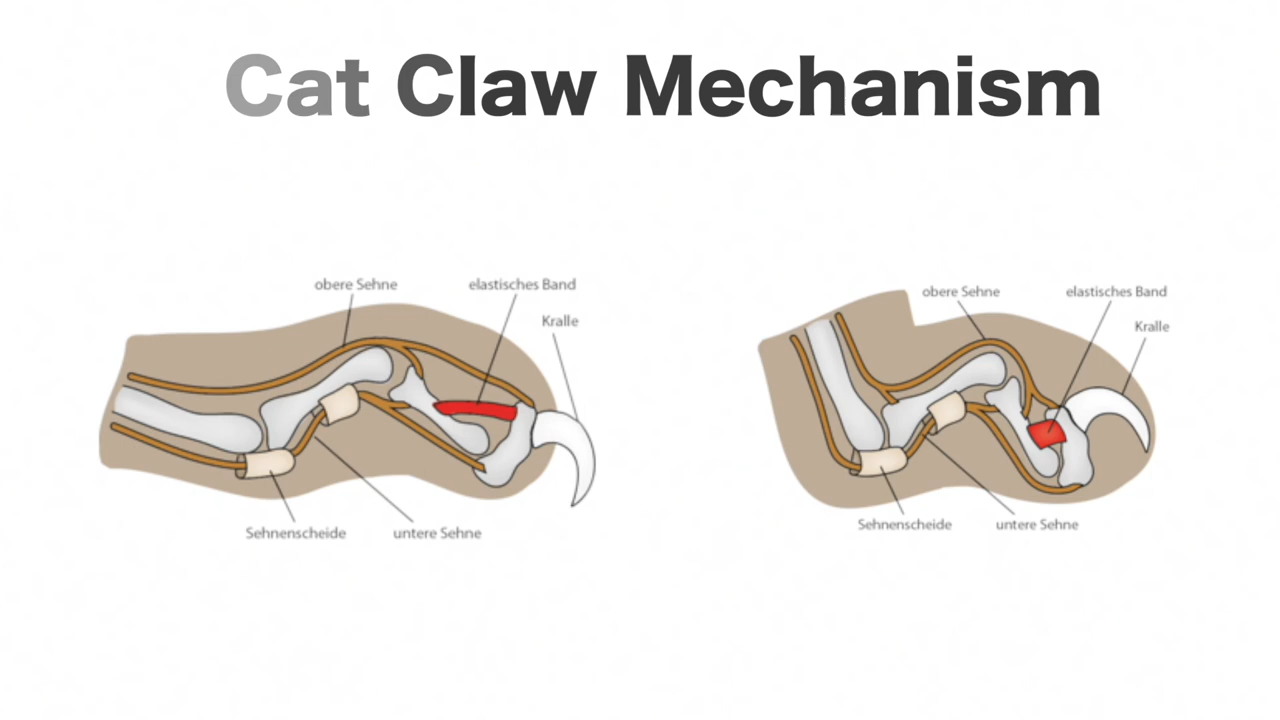 Cat Claw Mechanism
obere Sehne
elastisches Band
Kralle
Sehnenscheide
untere Sehne
obere Sehne
elastisches Band
Kralle
Sehnenscheide
untere Sehne